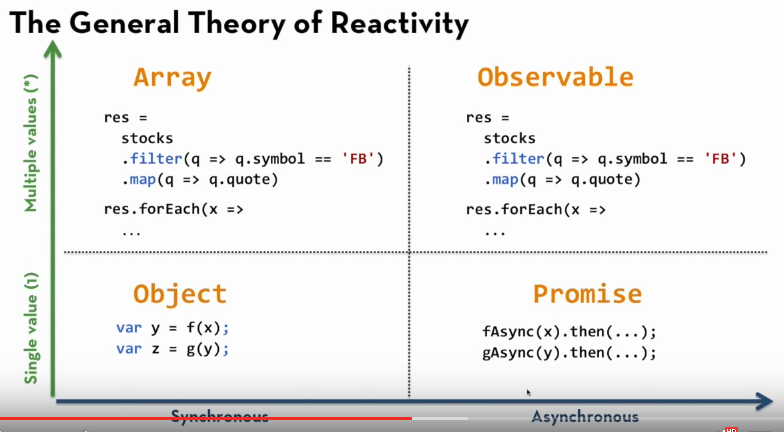 The General Theory of Reactivity
Multiple values (*)
Array
res =
stocks
.filter(q => q.symbol == 'FB')
.map(q => q.quote)
res.forEach(x =>
...
Observable
res =
stocks
.filter(q => q.symbol == 'FB')
.map(q => q.quote)
res.forEach(x =>
...
Single value (1)
Object
var y = f(x);
var z = g(y);
Promise
fAsync(x).then(...);
gAsync(y).then(...);
Synchronous
Asynchronous
HD